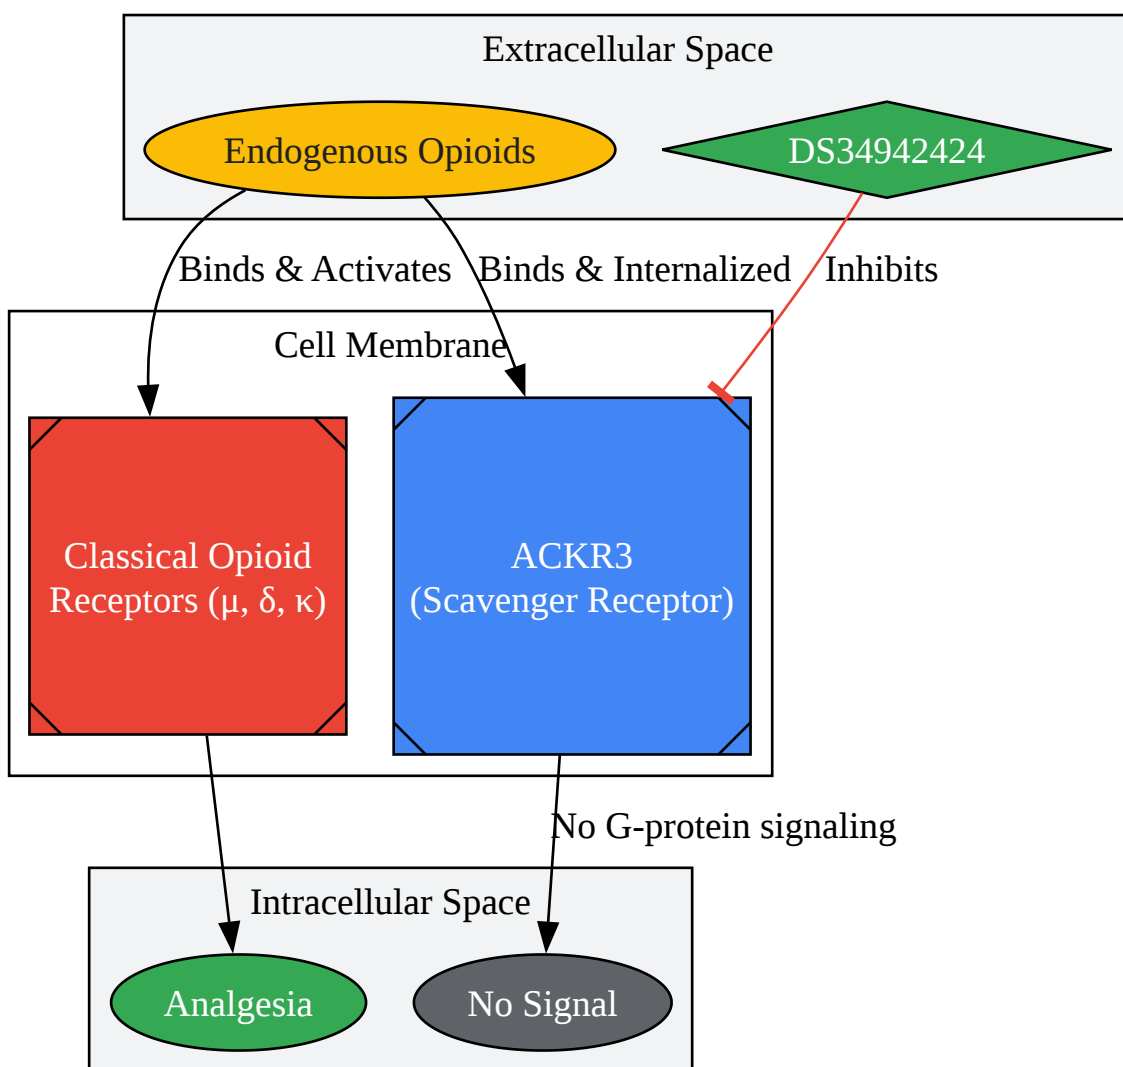 Extracellular Space
Endogenous Opioids
DS34942424
Binds & Activates
Binds & Internalized
Inhibits
Cell Membrane
Classical Opioid
Receptors (μ, δ, κ)
ACKR3
(Scavenger Receptor)
No G-protein signaling
Intracellular Space
Analgesia
No Signal